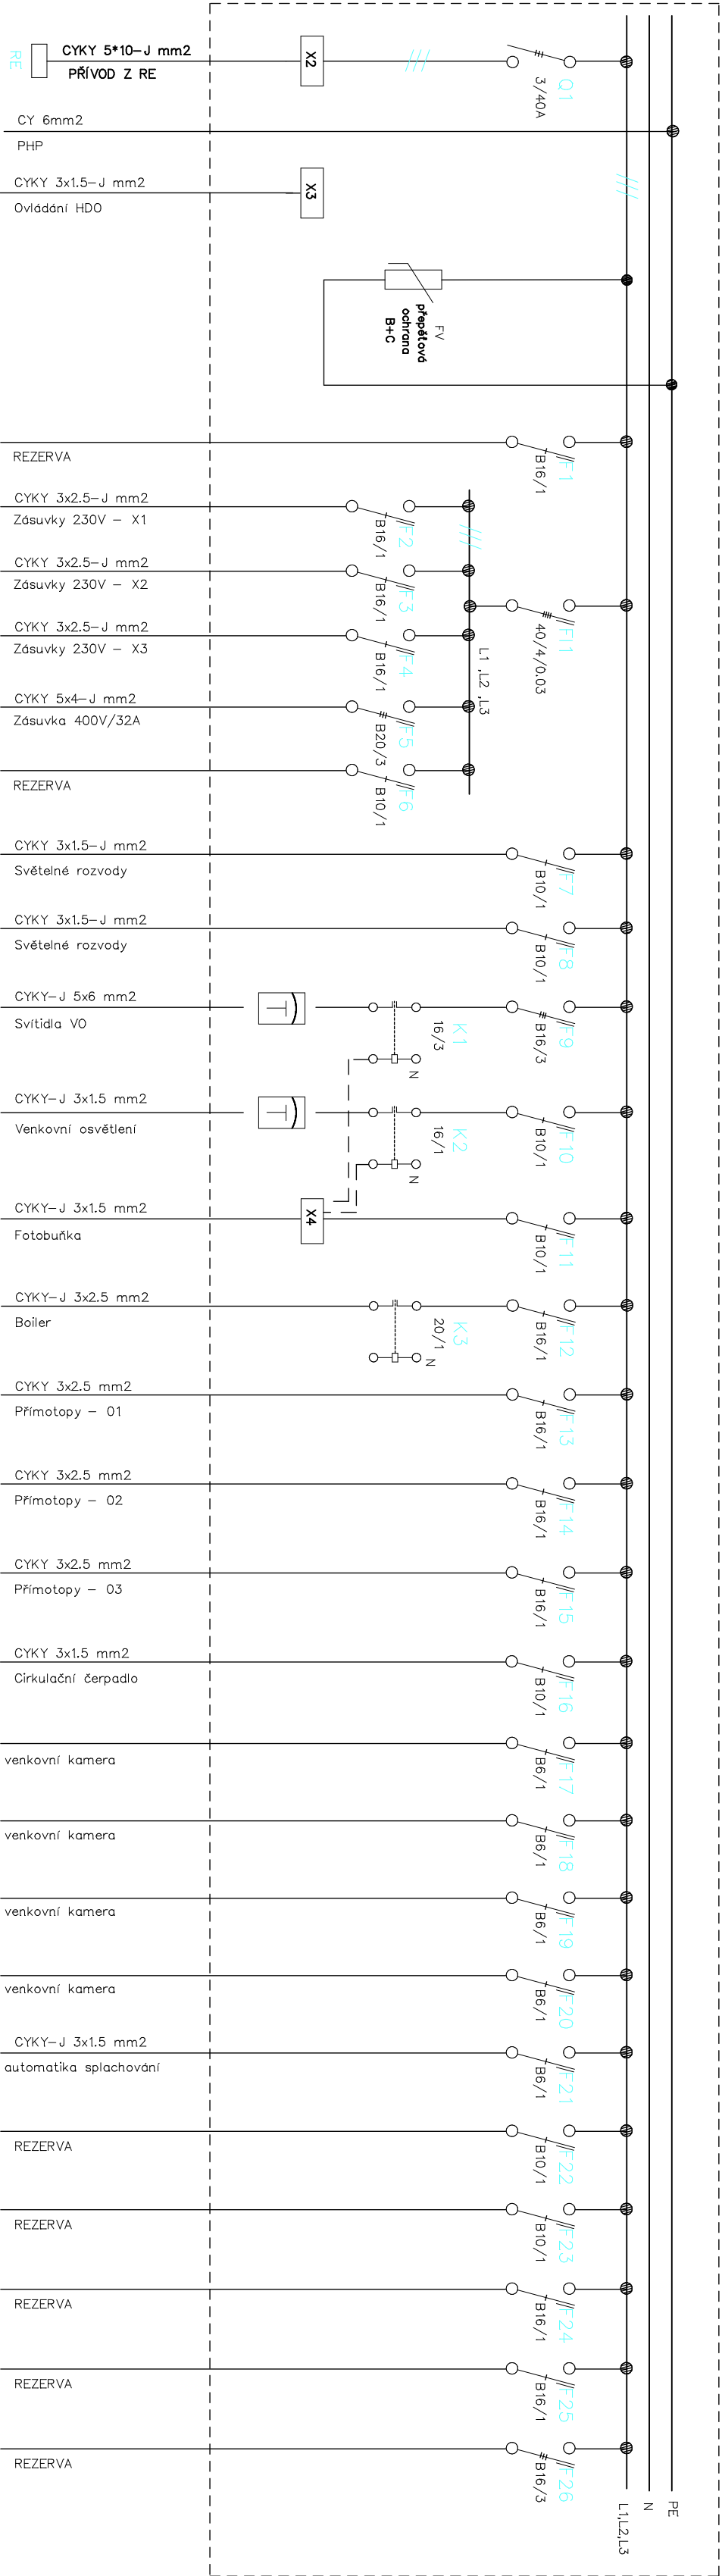 RE
CYKY 5*10-J mm2
PŘÍVOD Z RE
X2
Q1
3/40A
CY 6mm2
PHP
CYKY 3x1.5-J mm2
Ovládání HDO
X3
FV
přepěťová
ochrana
B+C
REZERVA
F1
B16/1
CYKY 3x2.5-J mm2
Zásuvky 230V - X1
F2
B16/1
CYKY 3x2.5-J mm2
Zásuvky 230V - X2
F3
B16/1
FI1
40/4/0.03
CYKY 3x2.5-J mm2
Zásuvky 230V - X3
F4
B16/1
L1 ,L2 ,L3
CYKY 5x4-J mm2
Zásuvka 400V/32A
F5
B20/3
REZERVA
F6
B10/1
CYKY 3x1.5-J mm2
Světelné rozvody
F7
B10/1
CYKY 3x1.5-J mm2
Světelné rozvody
F8
B10/1
CYKY-J 5x6 mm2
Svítidla VO
K1
16/3
N
F9
B16/3
CYKY-J 3x1.5 mm2
Venkovní osvětlení
K2
16/1
N
F10
B10/1
CYKY-J 3x1.5 mm2
Fotobuňka
X4
F11
B10/1
CYKY-J 3x2.5 mm2
Boiler
K3
20/1
N
F12
B16/1
CYKY 3x2.5 mm2
Přímotopy - 01
F13
B16/1
CYKY 3x2.5 mm2
Přímotopy - 02
F14
B16/1
CYKY 3x2.5 mm2
Přímotopy - 03
F15
B16/1
CYKY 3x1.5 mm2
Cirkulační čerpadlo
F16
B10/1
venkovní kamera
F17
B6/1
venkovní kamera
F18
B6/1
venkovní kamera
F19
B6/1
venkovní kamera
F20
B6/1
CYKY-J 3x1.5 mm2
automatika splachování
F21
B6/1
REZERVA
F22
B10/1
REZERVA
F23
B10/1
REZERVA
F24
B16/1
REZERVA
F25
B16/1
REZERVA
F26
B16/3
PE
N
L1,L2,L3